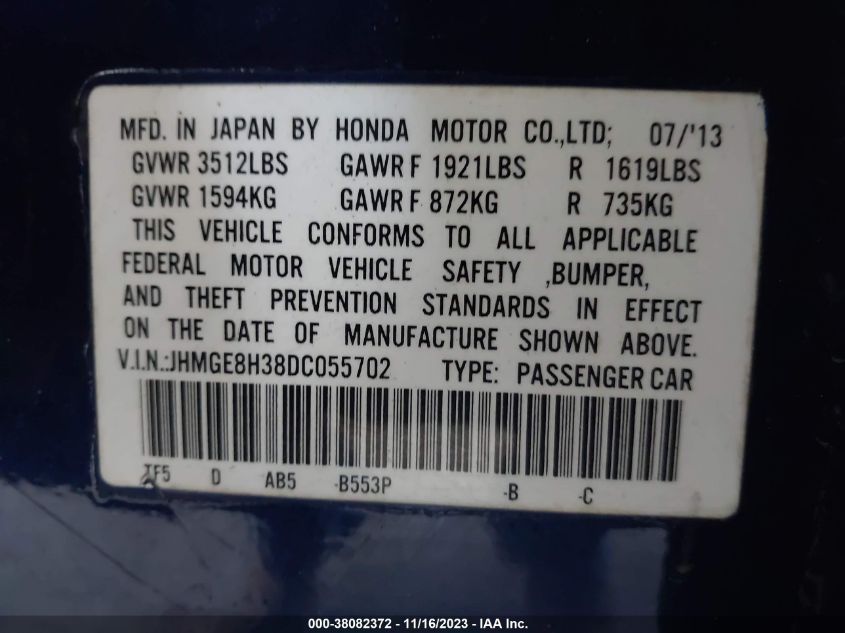 MFD. IN JAPAN BY HONDA MOTOR CO.,LTD; 07/'13
GVWR 3512LBS GAWR F 1921LBS R 1619LBS
GVWR 1594KG GAWR F 872KG R 735KG
THIS VEHICLE CONFORMS TO ALL APPLICABLE
FEDERAL MOTOR VEHICLE SAFETY ,BUMPER,
AND THEFT PREVENTION STANDARDS IN EFFECT
ON THE DATE OF MANUFACTURE SHOWN ABOVE.
V.I.N.:JHMGE8H38DC055702 TYPE: PASSENGER CAR
TF5 D AB5 -B553P -B -C
000-38082372 - 11/16/2023 - IAA Inc.